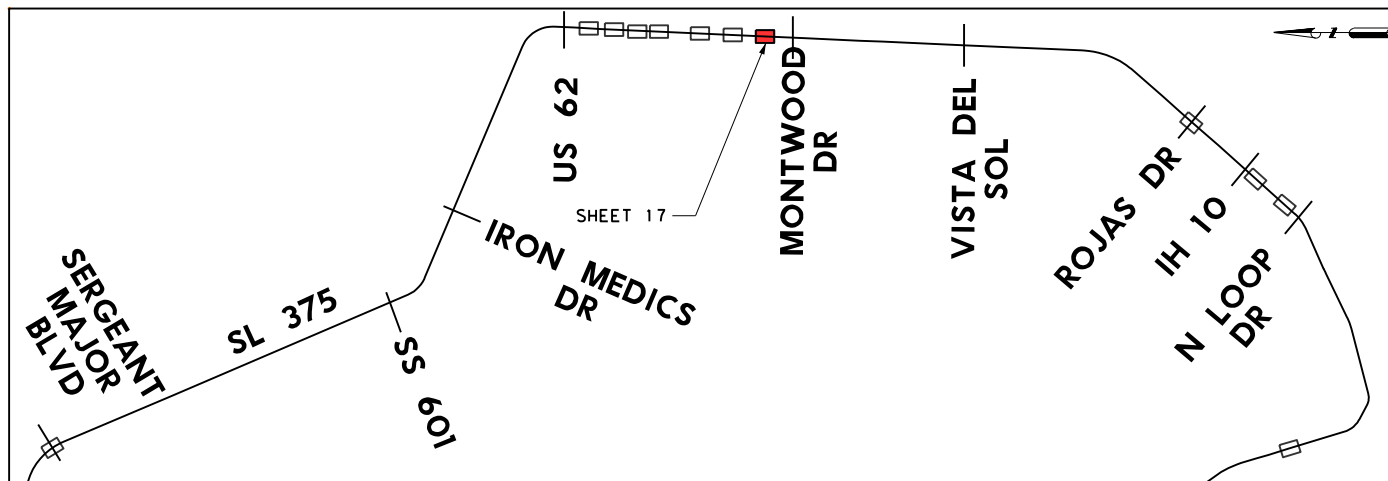 US 62
MONTWOOD
DR
VISTA DEL
SOL
ROJAS DR
IH 10
N LOOP
DR
SHEET 17
IRON MEDICS
DR
SERGEANT
MAJOR
BLVD
SL 375
SS 601